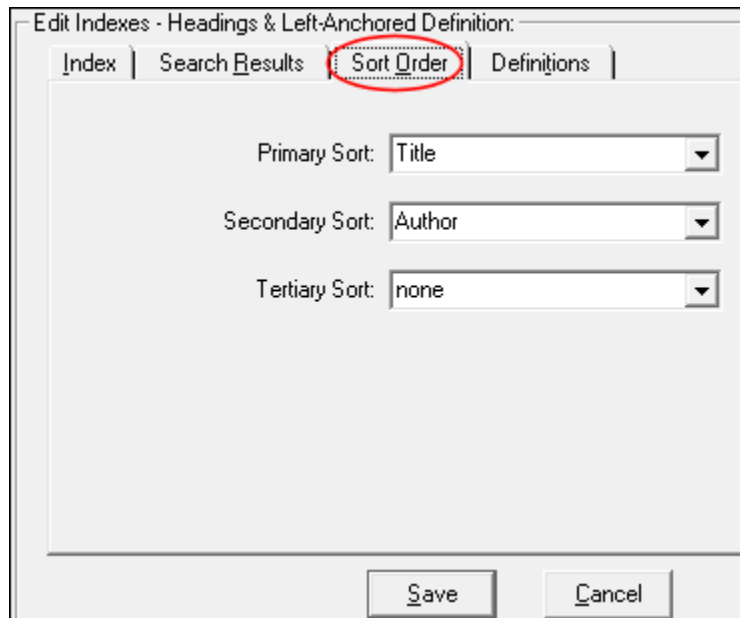 Edit Indexes - Headings & Left-Anchored Definition:
Index Search Results Sort Order Definitions
Primary Sort: Title
Secondary Sort: Author
Tertiary Sort: none
Save Cancel